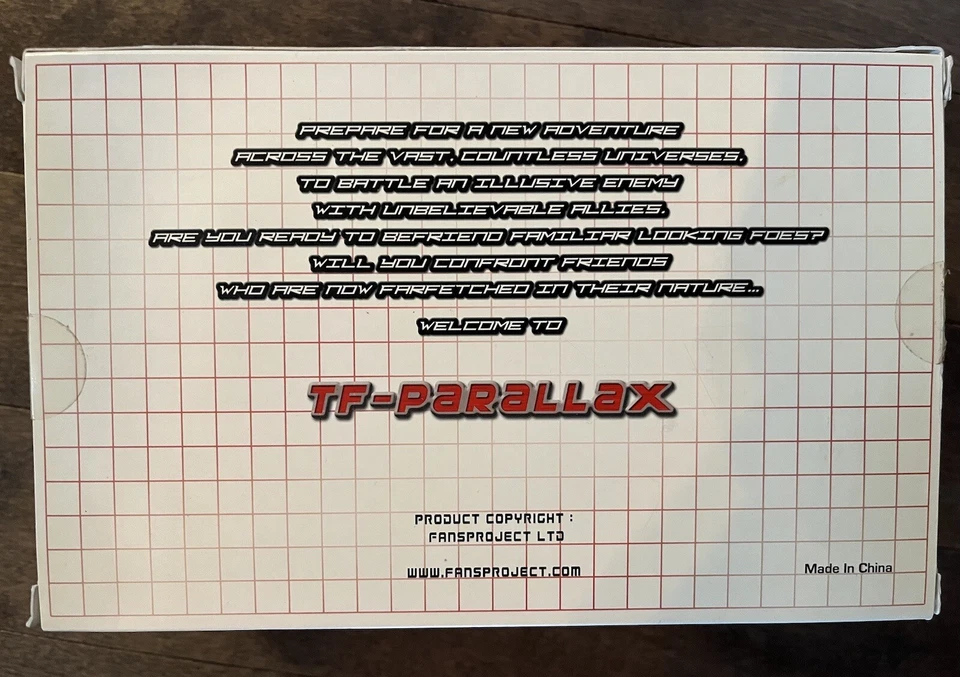 PREPARE FOR A NEW ADVENTURE
ACROSS THE VAST, COUNTLESS UNIVERSES,
TO BATTLE AN ILLUSIVE ENEMY
WITH UNBELIEVABLE ALLIES.
ARE YOU READY TO BEFRIEND FAMILIAR LOOKING FOES?
WILL YOU CONFRONT FRIENDS
WHO ARE NOW FARFETCHED IN THEIR NATURE...
WELCOME TO
TF-PARALLAX
PRODUCT COPYRIGHT :
FANSPROJECT LTD
WWW.FANSPROJECT.COM
Made In China